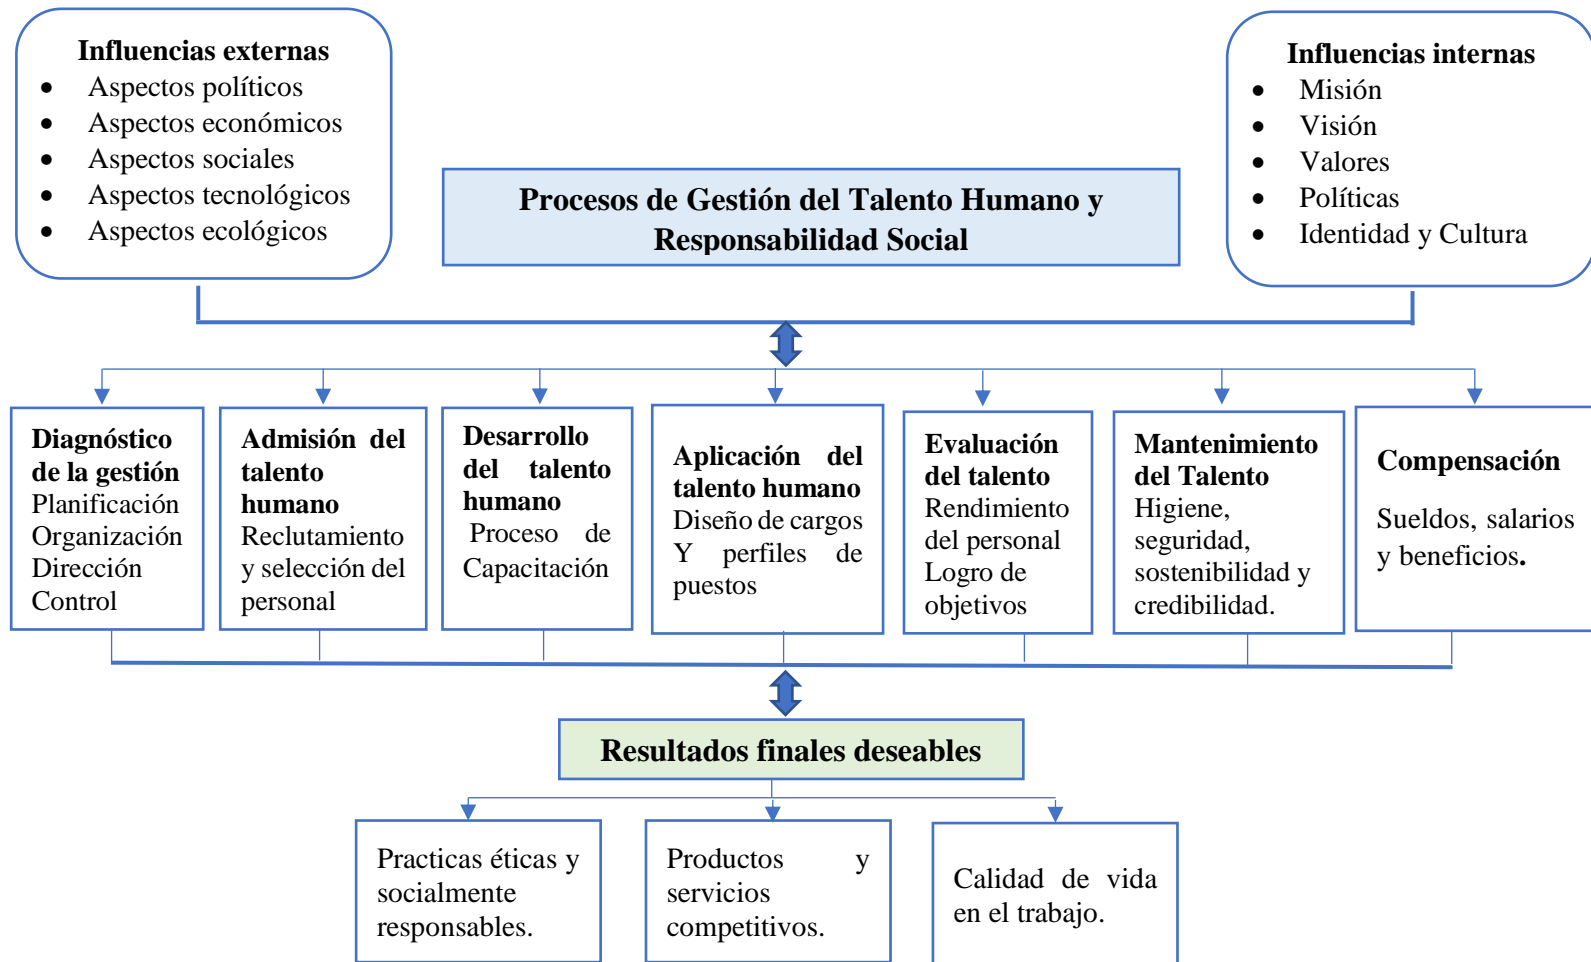 Influencias externas
• Aspectos políticos
• Aspectos económicos
• Aspectos sociales
• Aspectos tecnológicos
• Aspectos ecológicos
Influencias internas
• Misión
• Visión
• Valores
• Políticas
• Identidad y Cultura
Procesos de Gestión del Talento Humano y
Responsabilidad Social
Diagnóstico
de la gestión
Planificación
Organización
Dirección
Control
Admisión del
talento
humano
Reclutamiento
y selección del
personal
Desarrollo
del talento
humano
Proceso de
Capacitación
Aplicación del
talento humano
Diseño de cargos
Y perfiles de
puestos
Evaluación
del talento
Rendimiento
del personal
Logro de
objetivos
Mantenimiento
del Talento
Higiene,
seguridad,
sostenibilidad y
credibilidad.
Compensación
Sueldos, salarios
y beneficios.
Resultados finales deseables
Practicas éticas y
socialmente
responsables.
Productos y
servicios
competitivos.
Calidad de vida
en el trabajo.